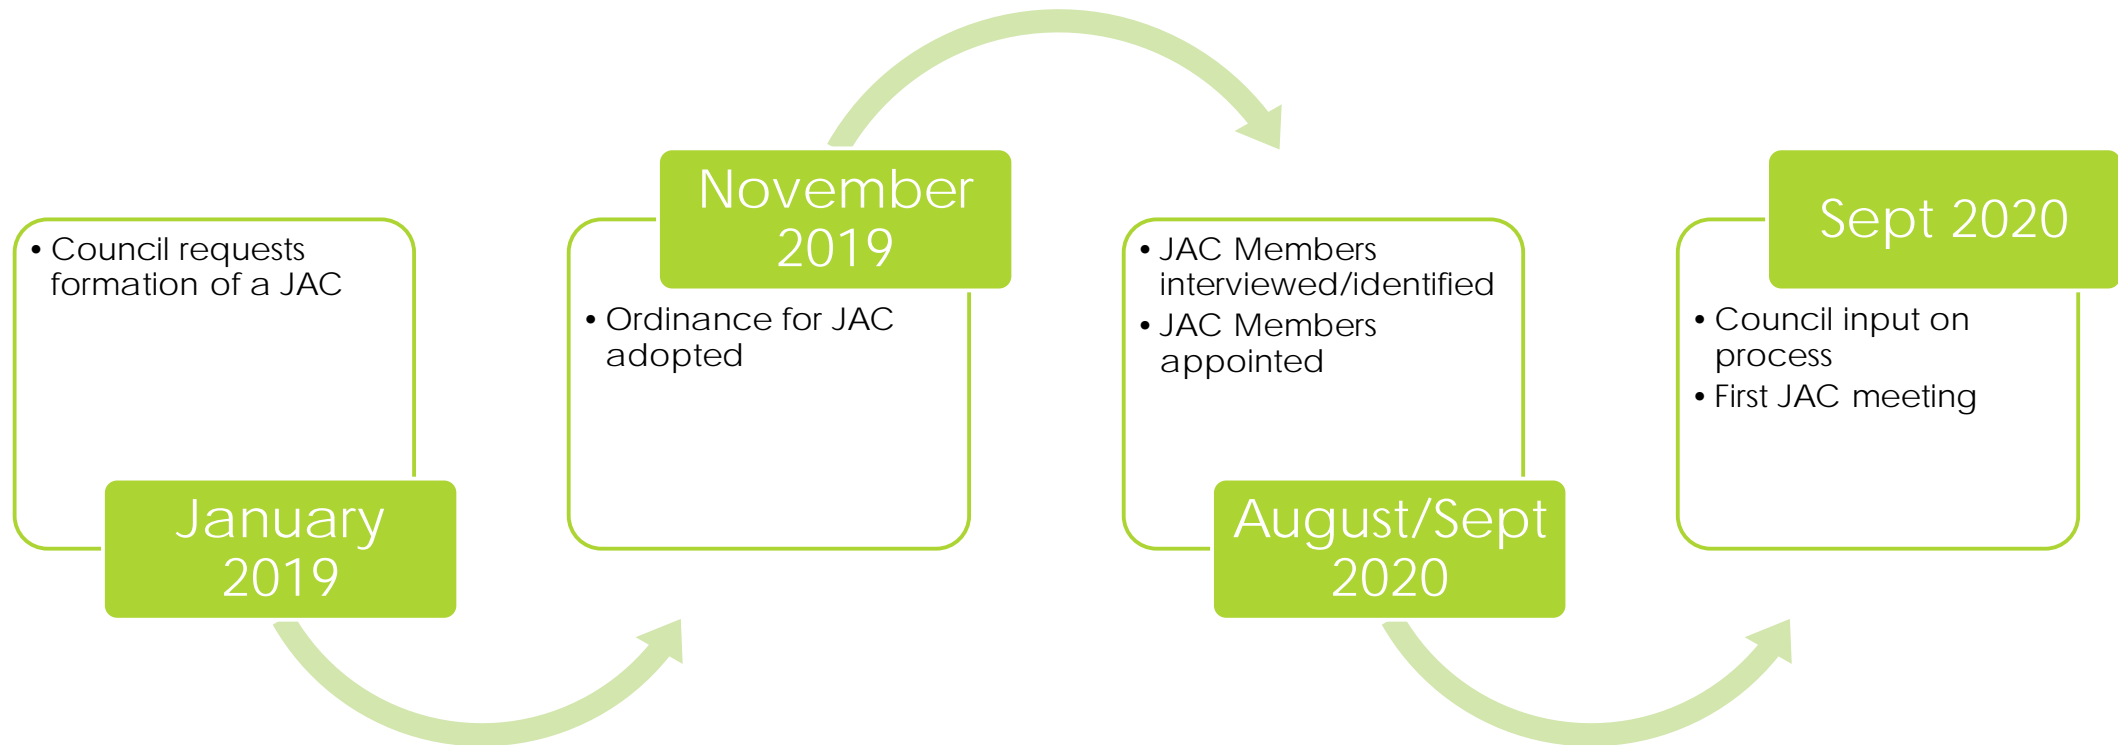 • Council requests
formation of a JAC
January
2019
November
2019
• Ordinance for JAC
adopted
• JAC Members
interviewed/identified
• JAC Members
appointed
August/Sept
2020
Sept 2020
• Council input on
process
• First JAC meeting